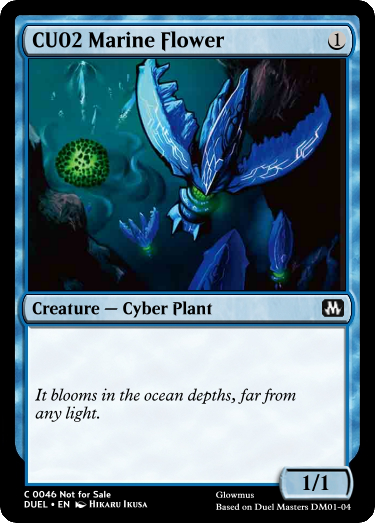 CU02 Marine Flower
1
Creature — Cyber Plant
It blooms in the ocean depths, far from
any light.
1/1
C 0046 Not for Sale
DUEL • EN Hikaru Ikusa
Glowmus
Based on Duel Masters DM01-04